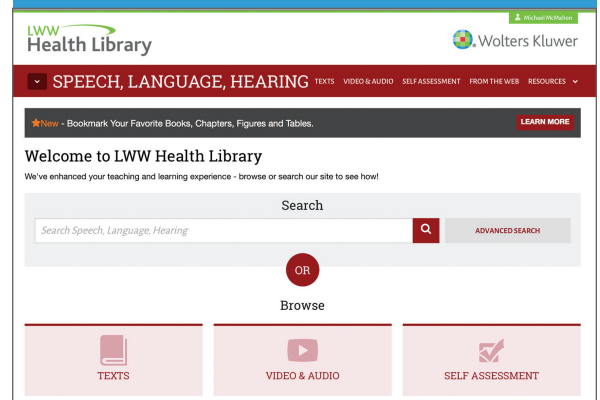 Michael McMahon
LWW
Health Library
Wolters Kluwer
SPEECH, LANGUAGE, HEARING TEXTS VIDEO & AUDIO SELF ASSESSMENT FROM THE WEB RESOURCES
New - Bookmark Your Favorite Books, Chapters, Figures and Tables. LEARN MORE
Welcome to LWW Health Library
We've enhanced your teaching and learning experience - browse or search our site to see how!
Search
Search Speech, Language, Hearing ADVANCED SEARCH
OR
Browse
TEXTS VIDEO & AUDIO SELF ASSESSMENT